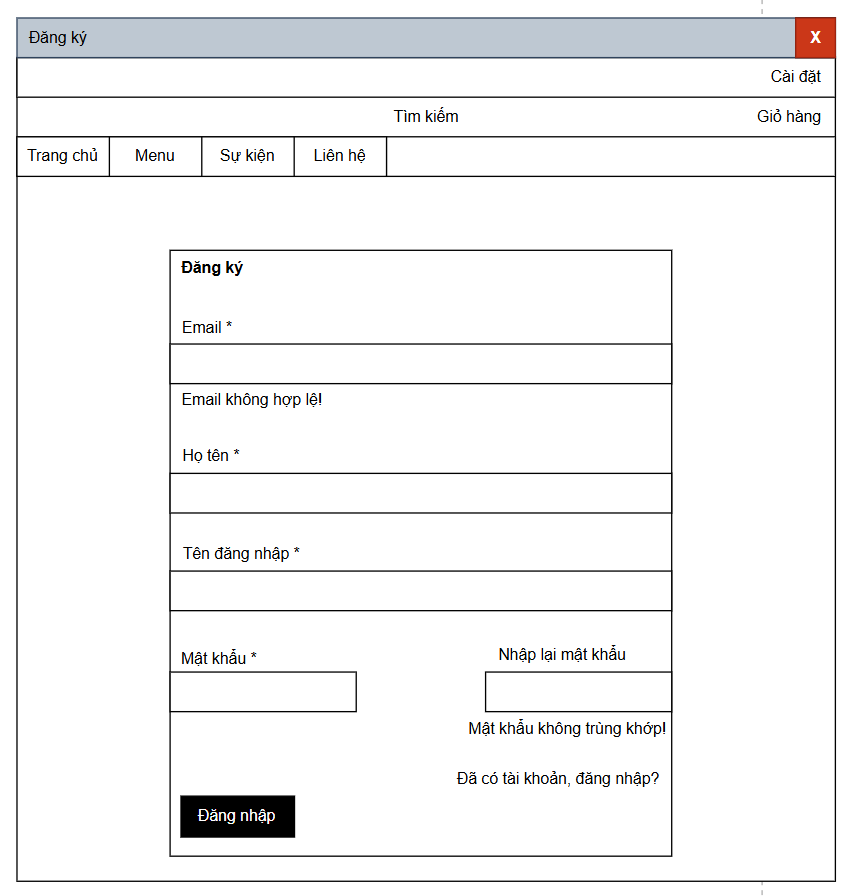 Đăng ký
X
Cài đặt
Tìm kiếm
Giỏ hàng
Trang chủ
Menu
Sự kiện
Liên hệ
Đăng ký
Email *
Email không hợp lệ!
Họ tên *
Tên đăng nhập *
Mật khẩu *
Nhập lại mật khẩu
Mật khẩu không trùng khớp!
Đã có tài khoản, đăng nhập?
Đăng nhập